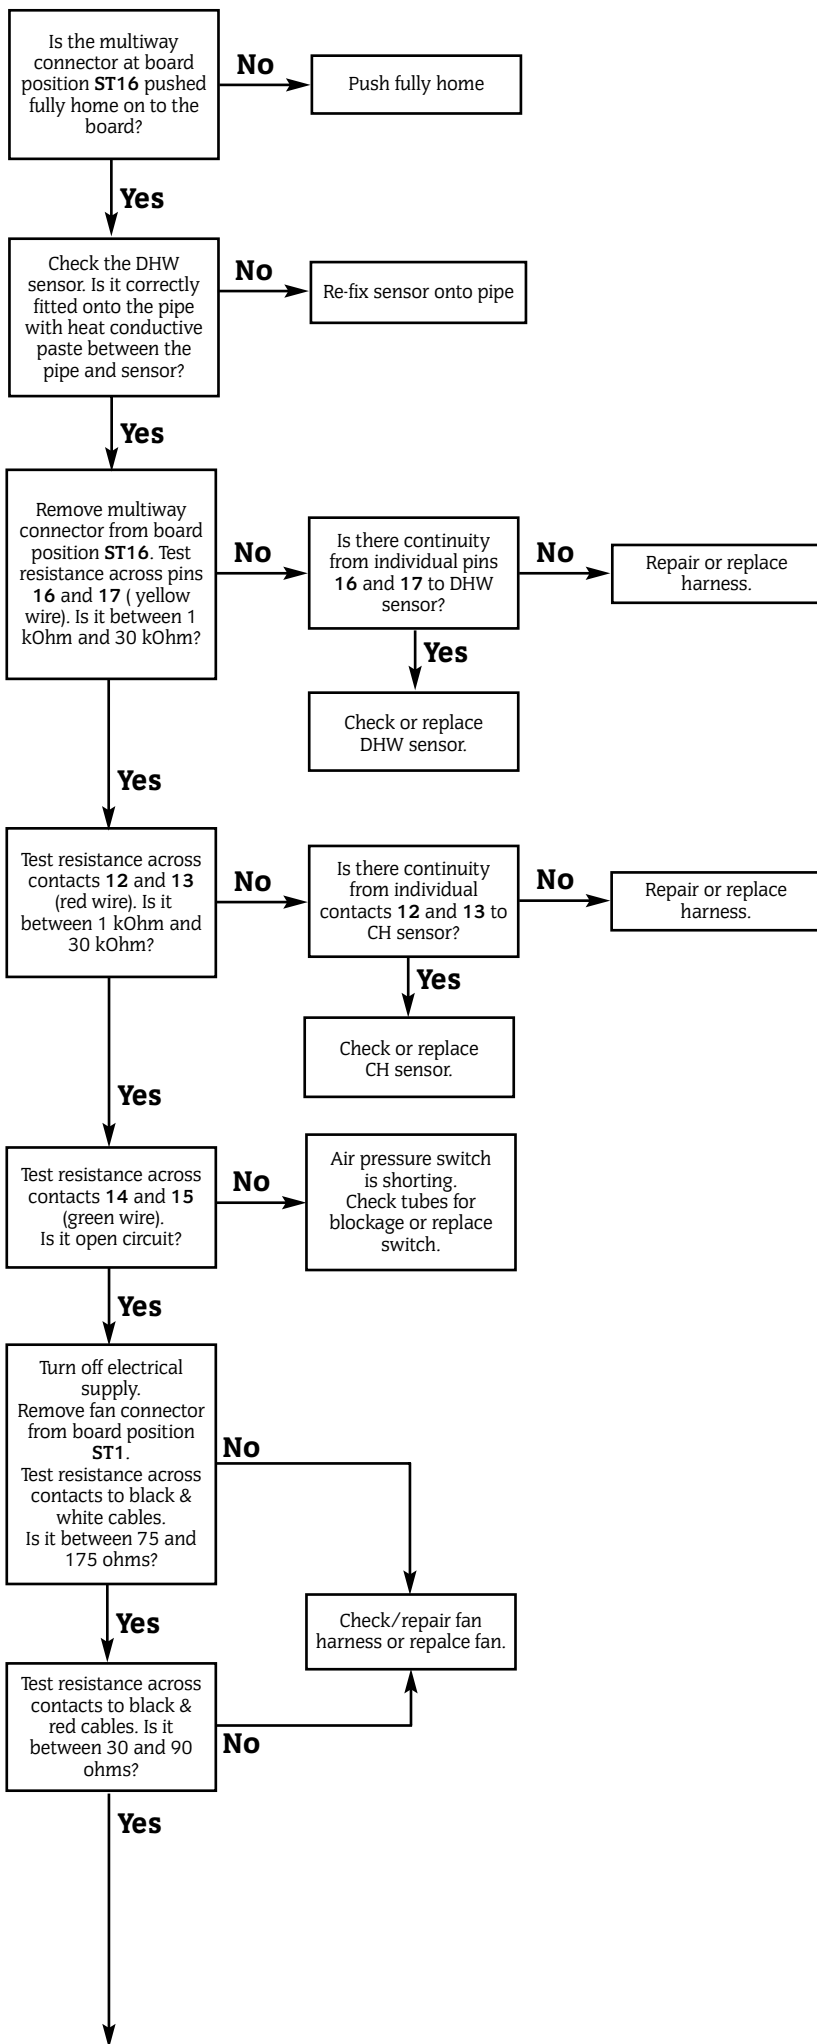 Is the multiway
connector at board
position ST16 pushed
fully home on to the
board?
No
Push fully home
Yes
Check the DHW
sensor. Is it correctly
fitted onto the pipe
with heat conductive
paste between the
pipe and sensor?
No
Re-fix sensor onto pipe
Yes
Remove multiway
connector from board
position ST16. Test
resistance across pins
16 and 17 ( yellow
wire). Is it between 1
kOhm and 30 kOhm?
No
Is there continuity
from individual pins
16 and 17 to DHW
sensor?
No
Repair or replace
harness.
Yes
Check or replace
DHW sensor.
Yes
Test resistance across
contacts 12 and 13
(red wire). Is it
between 1 kOhm and
30 kOhm?
No
Is there continuity
from individual
contacts 12 and 13 to
CH sensor?
No
Repair or replace
harness.
Yes
Check or replace
CH sensor.
Yes
Test resistance across
contacts 14 and 15
(green wire).
Is it open circuit?
No
Air pressure switch
is shorting.
Check tubes for
blockage or replace
switch.
Yes
Turn off electrical
supply.
Remove fan connector
from board position
ST1.
Test resistance across
contacts to black &
white cables.
Is it between 75 and
175 ohms?
No
Check/repair fan
harness or repalce fan.
Yes
Test resistance across
contacts to black &
red cables. Is it
between 30 and 90
ohms?
No
Yes